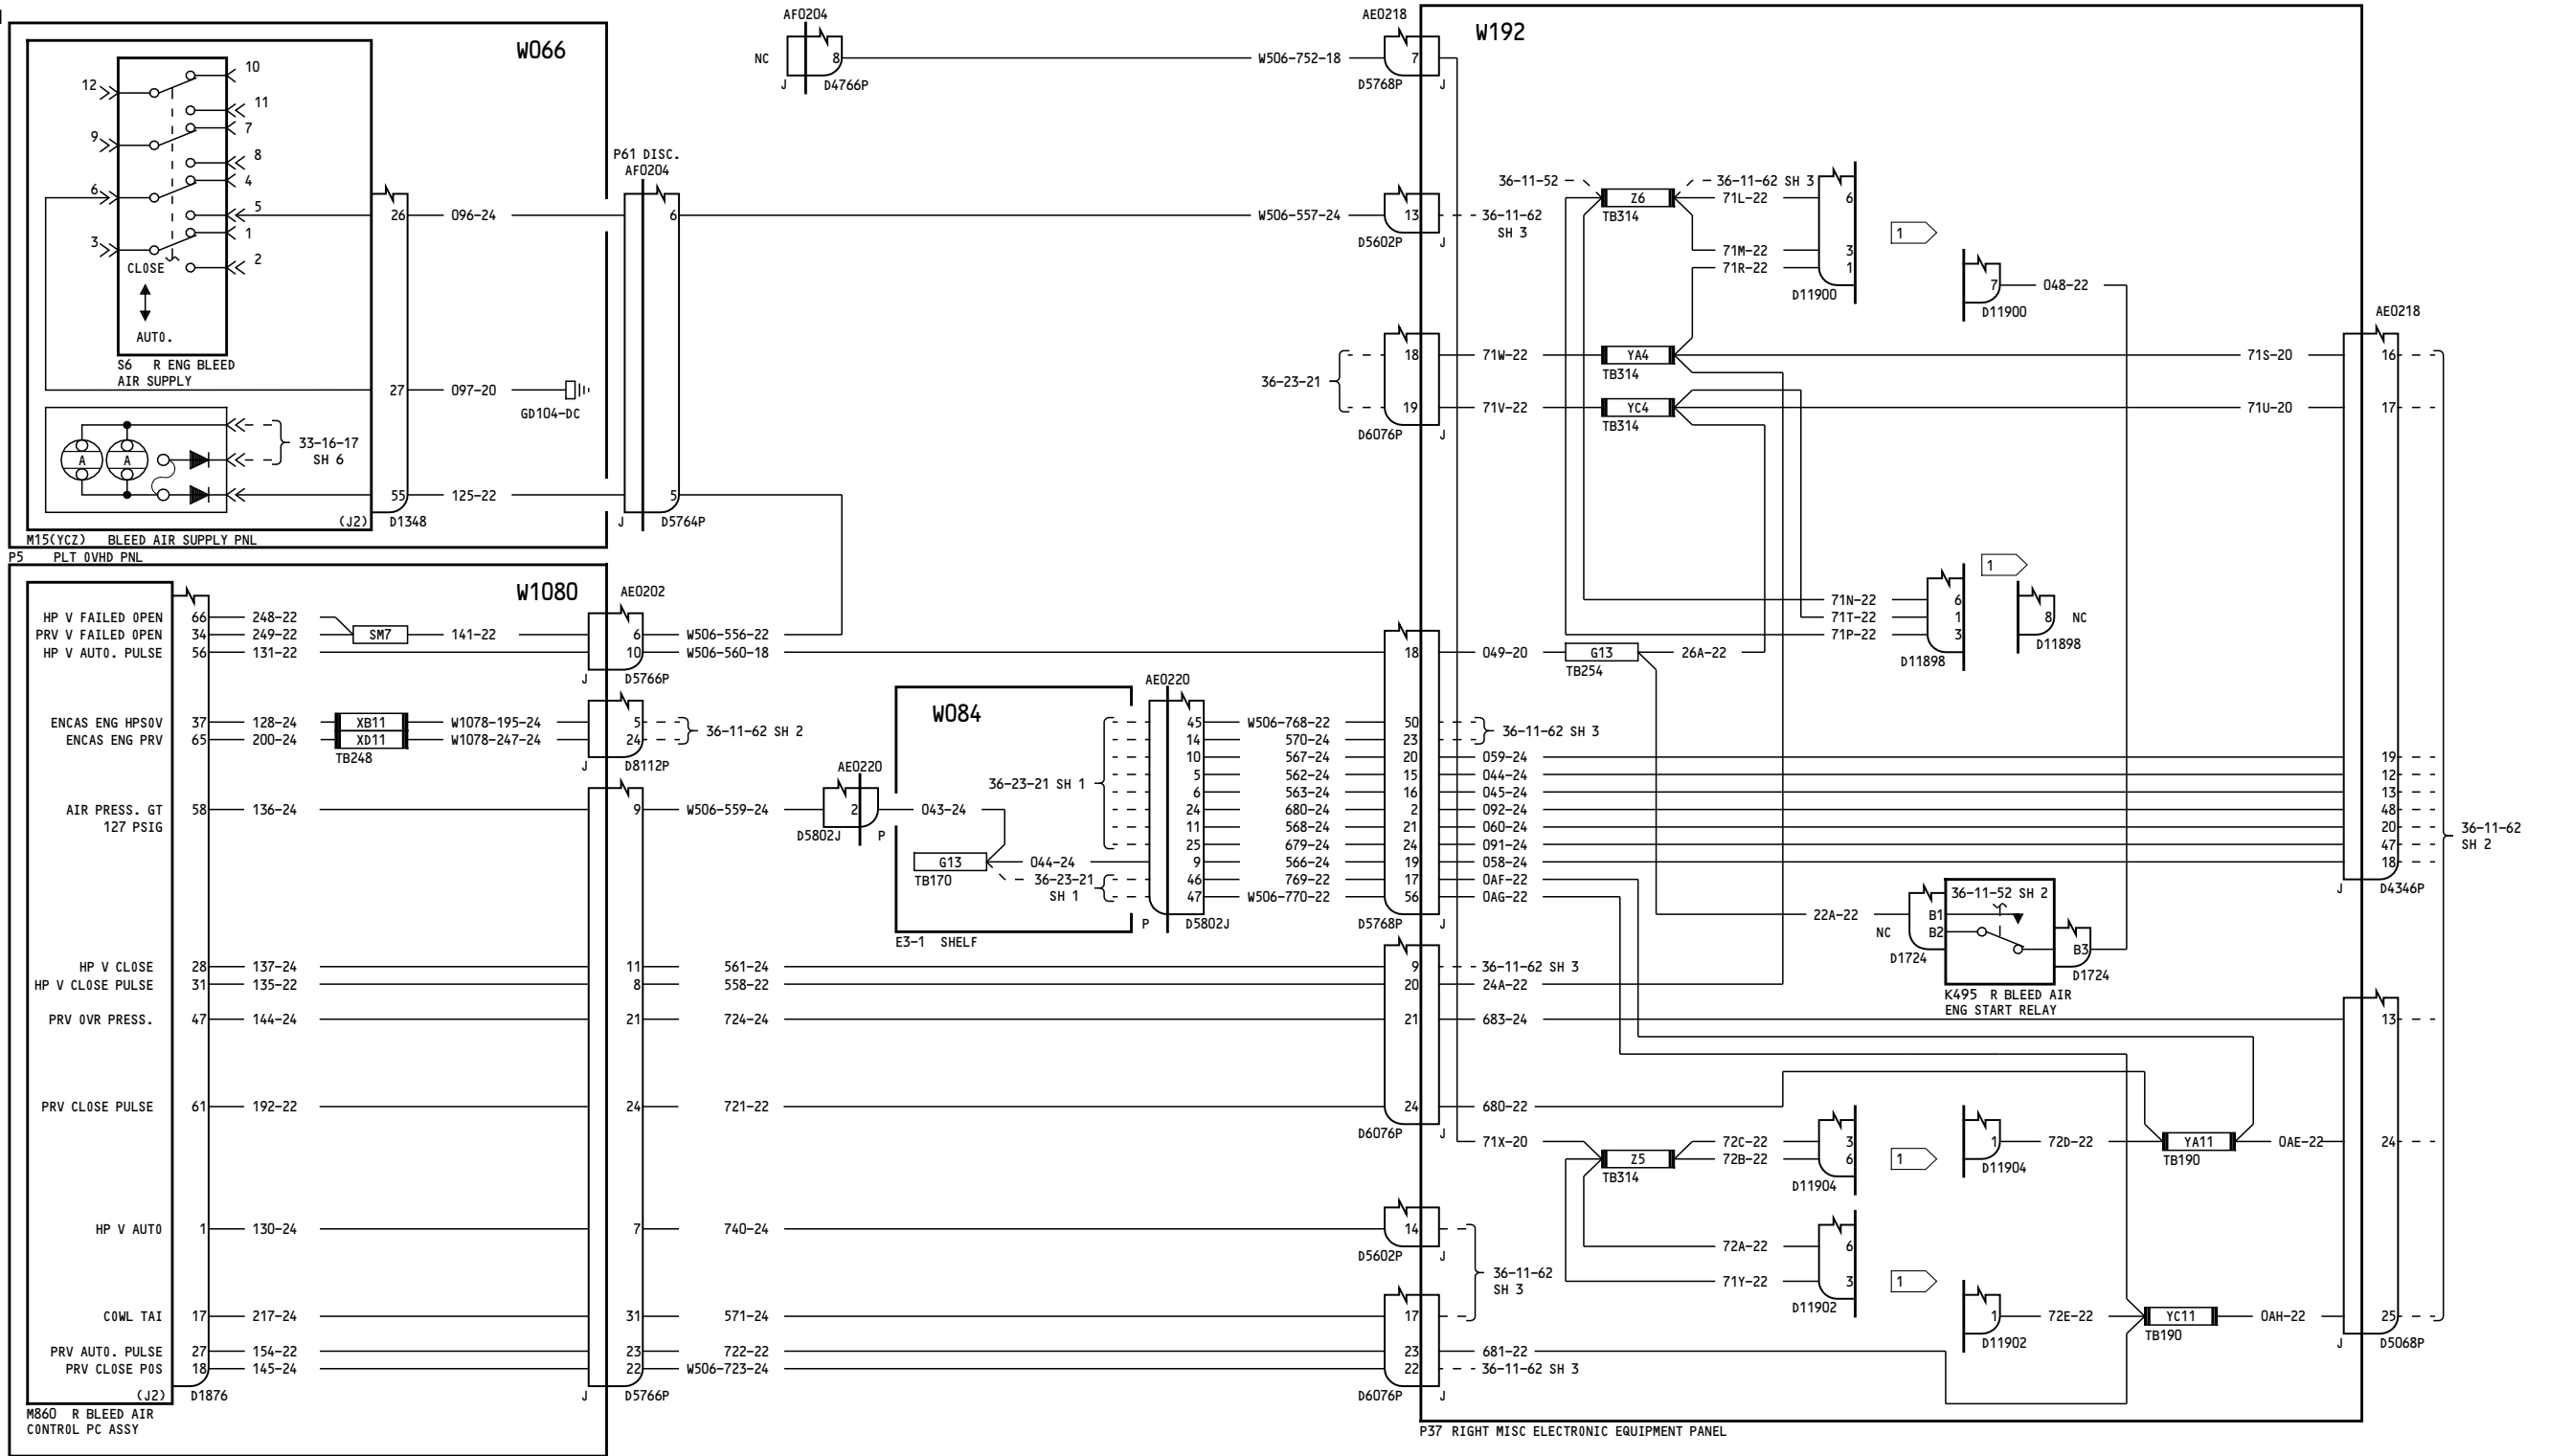 W066
12
10
11
9
7
8
6
4
5
3
1
2
CLOSE
AUTO.
S6 R ENG BLEED
AIR SUPPLY
26
096-24
27
097-20
GD104-DC
A
A
33-16-17
SH 6
55
125-22
(J2)
D1348
M15(YCZ) BLEED AIR SUPPLY PNL
P5 PLT OVHD PNL
P61 DISC.
AF0204
6
5
J
D5764P
AF0204
NC
8
J
D4766P
W506-752-18
AE0218
7
D5768P
J
W506-557-24
13
D5602P
J
36-11-62
SH 3
36-23-21
18
19
D6076P
J
W1080
HP V FAILED OPEN
66
248-22
PRV V FAILED OPEN
34
249-22
SM7
141-22
HP V AUTO. PULSE
56
131-22
ENCAS ENG HPSOV
37
128-24
XB11
W1078-195-24
ENCAS ENG PRV
65
200-24
XD11
W1078-247-24
TB248
AIR PRESS. GT
127 PSIG
58
136-24
HP V CLOSE
28
137-24
HP V CLOSE PULSE
31
135-22
PRV OVR PRESS.
47
144-24
PRV CLOSE PULSE
61
192-22
HP V AUTO
1
130-24
COWL TAI
17
217-24
PRV AUTO. PULSE
27
154-22
PRV CLOSE POS
18
145-24
(J2)
D1876
M860 R BLEED AIR
CONTROL PC ASSY
AE0202
6
W506-556-22
10
W506-560-18
J
D5766P
5
24
36-11-62 SH 2
J
D8112P
9
W506-559-24
11
561-24
8
558-22
21
724-24
24
721-22
7
740-24
31
571-24
23
722-22
22
W506-723-24
J
D5766P
AE0220
2
D5802J
P
W084
043-24
G13
TB170
044-24
36-23-21 SH 1
36-23-21
SH 1
E3-1 SHELF
AE0220
45
W506-768-22
14
570-24
10
567-24
5
562-24
6
563-24
24
680-24
11
568-24
25
679-24
9
566-24
46
769-22
47
W506-770-22
P
D5802J
18
50
23
20
15
16
2
21
24
19
17
56
D5768P
J
9
20
21
24
D6076P
J
14
D5602P
J
17
23
22
D6076P
J
W192
36-11-52
Z6
TB314
36-11-62 SH 3
71L-22
71M-22
71R-22
6
3
1
D11900
1
7
D11900
048-22
71W-22
YA4
TB314
71S-20
71V-22
YC4
TB314
71U-20
1
71N-22
71T-22
71P-22
6
1
3
D11898
8
NC
D11898
049-20
G13
TB254
26A-22
36-11-62 SH 3
059-24
044-24
045-24
092-24
060-24
091-24
058-24
0AF-22
0AG-22
22A-22
NC
B1
B2
D1724
36-11-52 SH 2
B3
D1724
K495 R BLEED AIR
ENG START RELAY
36-11-62 SH 3
24A-22
683-24
680-22
71X-20
Z5
TB314
72C-22
72B-22
3
6
D11904
1
1
D11904
72D-22
YA11
TB190
0AE-22
36-11-62
SH 3
72A-22
71Y-22
6
3
D11902
1
1
D11902
72E-22
YC11
TB190
0AH-22
681-22
36-11-62 SH 3
AE0218
16
17
19
12
13
48
20
47
18
J
D4346P
36-11-62
SH 2
13
24
25
J
D5068P
P37 RIGHT MISC ELECTRONIC EQUIPMENT PANEL